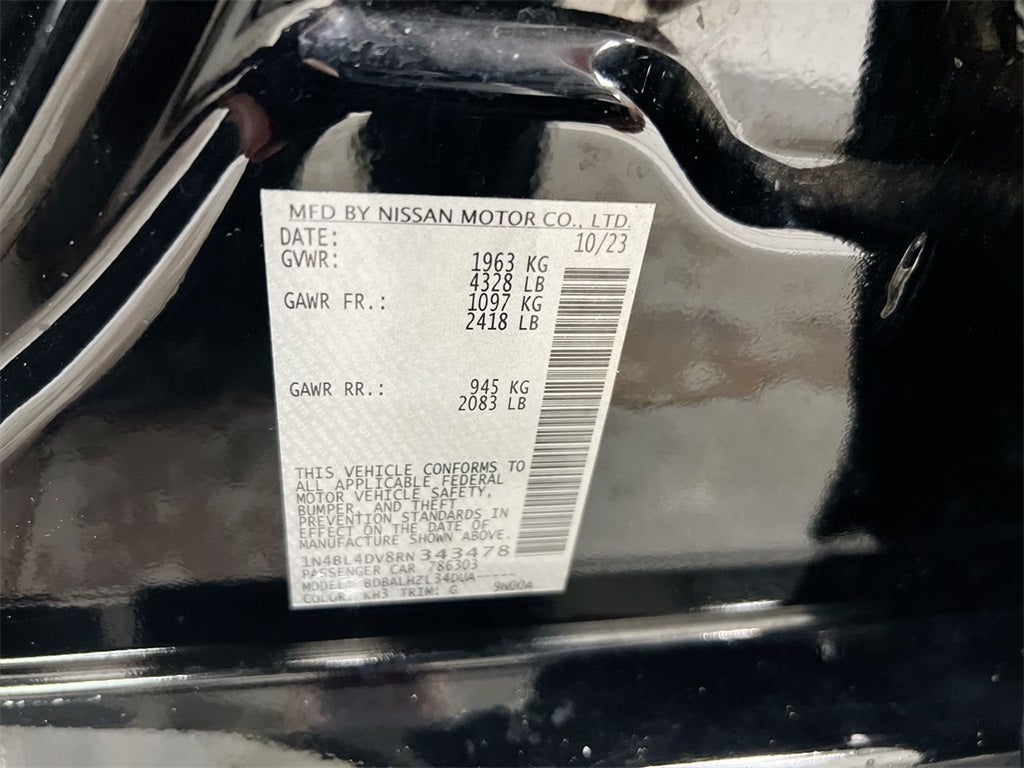 MFD BY NISSAN MOTOR CO., LTD.
DATE: 10/23
GVWR: 1963 KG
4328 LB
GAWR FR.: 1097 KG
2418 LB
GAWR RR.: 945 KG
2083 LB
THIS VEHICLE CONFORMS TO
ALL APPLICABLE FEDERAL
MOTOR VEHICLE SAFETY,
BUMPER, AND THEFT
PREVENTION STANDARDS IN
EFFECT ON THE DATE OF
MANUFACTURE SHOWN ABOVE.
1N4BL4DV8RN 343478
PASSENGER CAR 786303
MODEL: BDBALHZL34DUA-----
COLOR: KH3 TRIM: G 9N00A